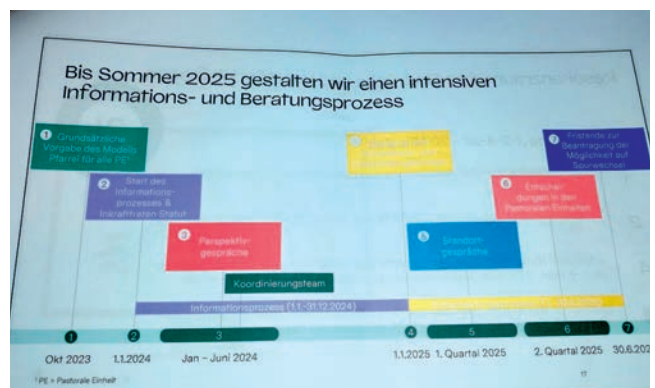 Bis Sommer 2025 gestalten wir einen intensiven
Informations- und Beratungsprozess
1 Grundsätzliche
Vorgabe des Modells
Pfarrei für alle PE¹
2 Start des
Informations-
prozesses &
Inkrafttreten Statut
3 Perspektiv-
gespräche
Koordinierungsteam
5 Standort-
gespräche
6 Entschei-
dungen in den
Pastoralen Einheiten
7 Fristende zur
Beantragung der
Möglichkeit auf
Spurwechsel
Informationsprozess (1.1.-31.12.2024)
1 2 3 4 5 6 7
Okt 2023 1.1.2024 Jan – Juni 2024 1.1.2025 1. Quartal 2025 2. Quartal 2025 30.6.
¹ PE = Pastorale Einheit